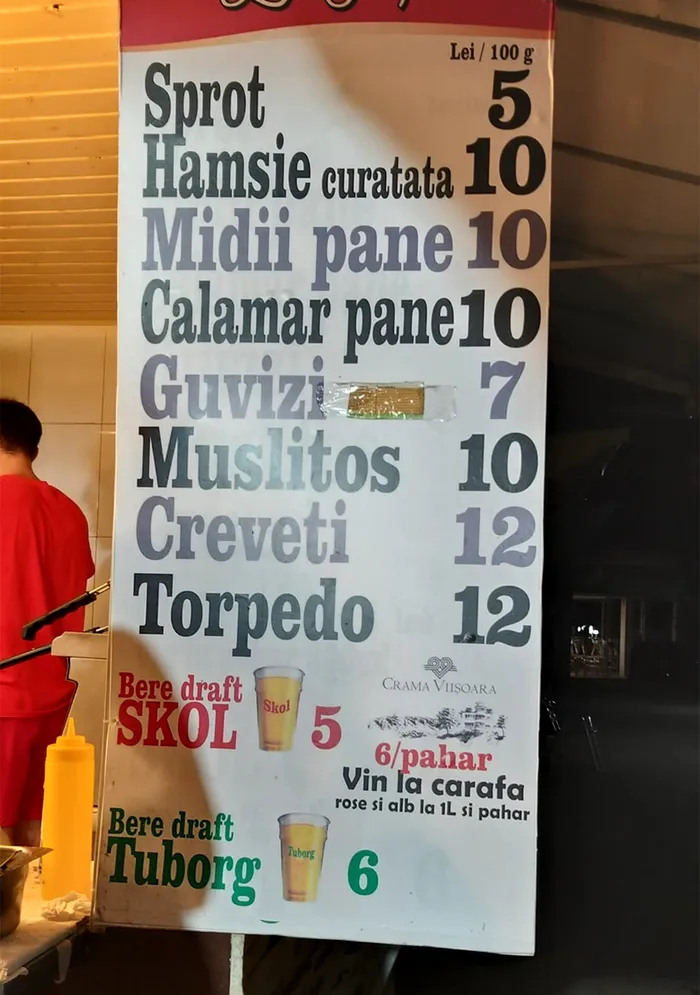 Lei / 100 g
Sprot 5
Hamsie curatata 10
Midii pane 10
Calamar pane 10
Guvizi 7
Muslitos 10
Creveti 12
Torpedo 12
Bere draft
SKOL
Skol
5
CRAMA VIIȘOARA
6/pahar
Vin la carafa
rose si alb la 1L si pahar
Bere draft
Tuborg
Tuborg
6